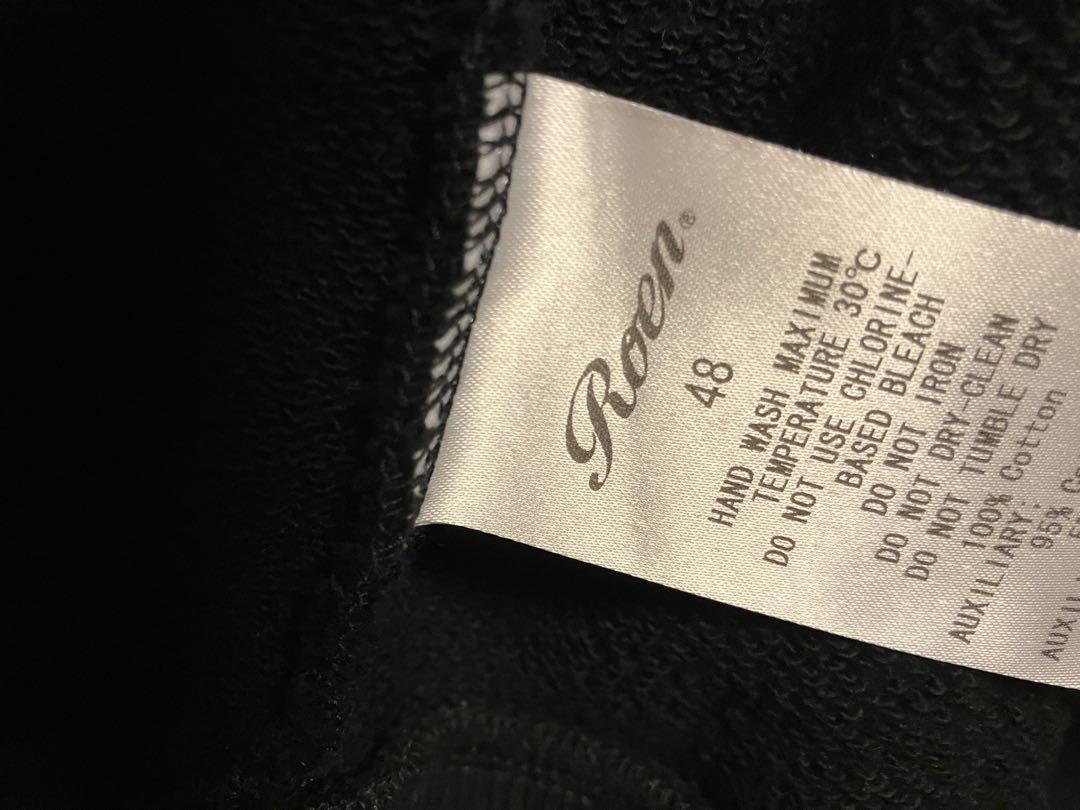 Roen®
48
HAND WASH MAXIMUM
TEMPERATURE 30℃
DO NOT USE CHLORINE-
BASED BLEACH
DO NOT IRON
DO NOT DRY-CLEAN
DO NOT TUMBLE DRY
100% Cotton
AUXILIARY:
95%